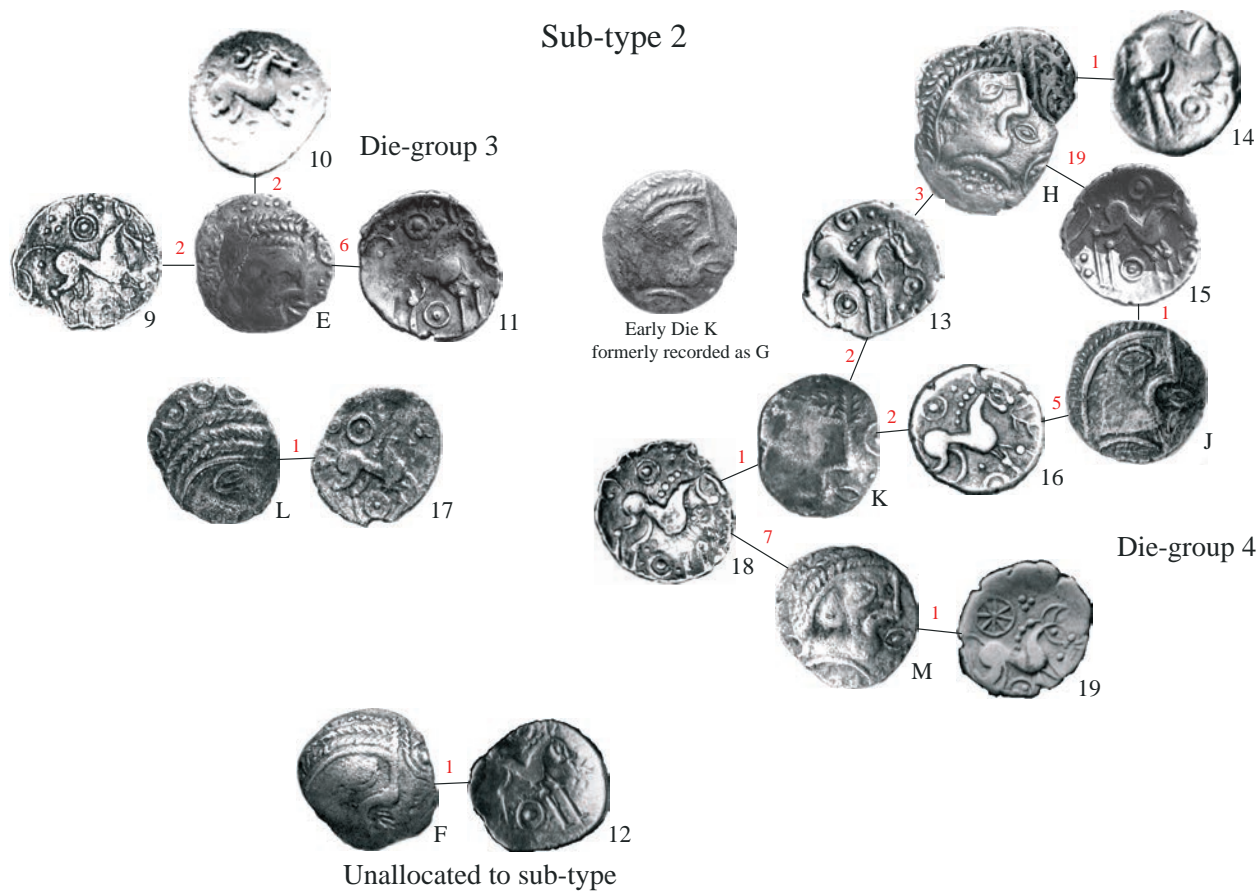 Sub-type 2
1
14
10
Die-group 3
2
19
H
3
9
2
E
6
11
13
15
Early Die K
formerly recorded as G
1
2
L
1
17
2
K
16
5
J
1
18
7
Die-group 4
M
1
19
F
1
12
Unallocated to sub-type